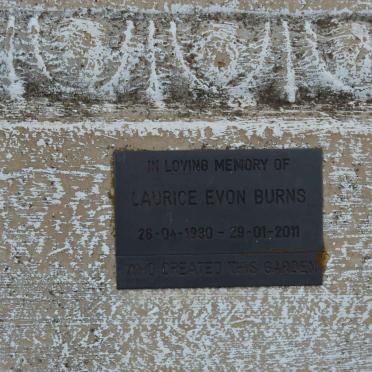 IN LOVING MEMORY OF
LAURICE EVON BURNS
26-04-1930 - 29-01-2011
WHO CREATED THIS GARDEN